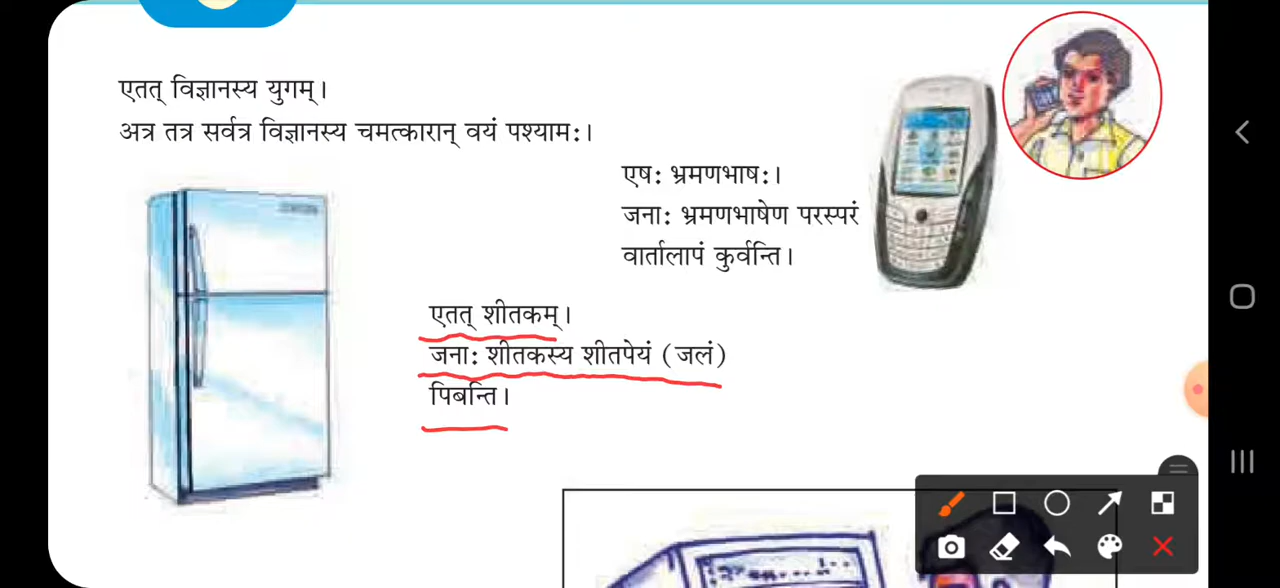 एतत् विज्ञानस्य युगम्।
अत्र तत्र सर्वत्र विज्ञानस्य चमत्कारान् वयं पश्याम:।
एष: भ्रमणभाष:।
जना: भ्रमणभाषेण परस्परं
वार्तालापं कुर्वन्ति।
एतत् शीतकम्।
जना: शीतकस्य शीतपेयं (जलं)
पिबन्ति।